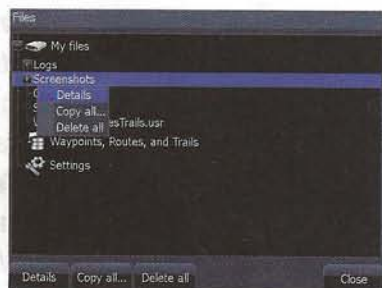 Files
My files
Logs
Screenshots
Details
Copy all...
Delete all
esTrails.usr
Waypoints, Routes, and Trails
Settings
Details Copy all... Delete all Close